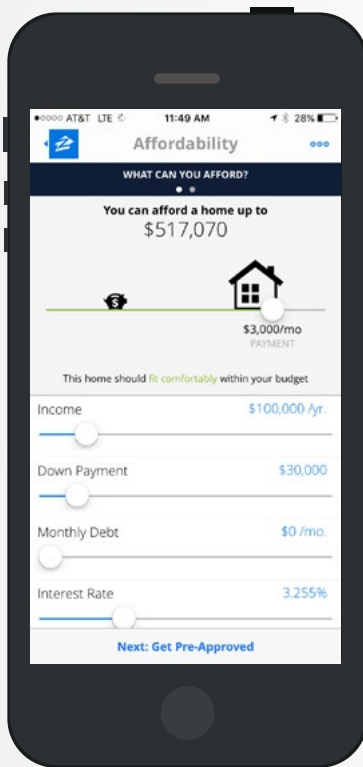 AT&T LTE 11:49 AM 28%
Affordability
WHAT CAN YOU AFFORD?
You can afford a home up to
$517,070
$
$3,000/mo
PAYMENT
This home should fit comfortably within your budget
Income $100,000 /yr.
Down Payment $30,000
Monthly Debt $0 /mo.
Interest Rate 3.255%
Next: Get Pre-Approved